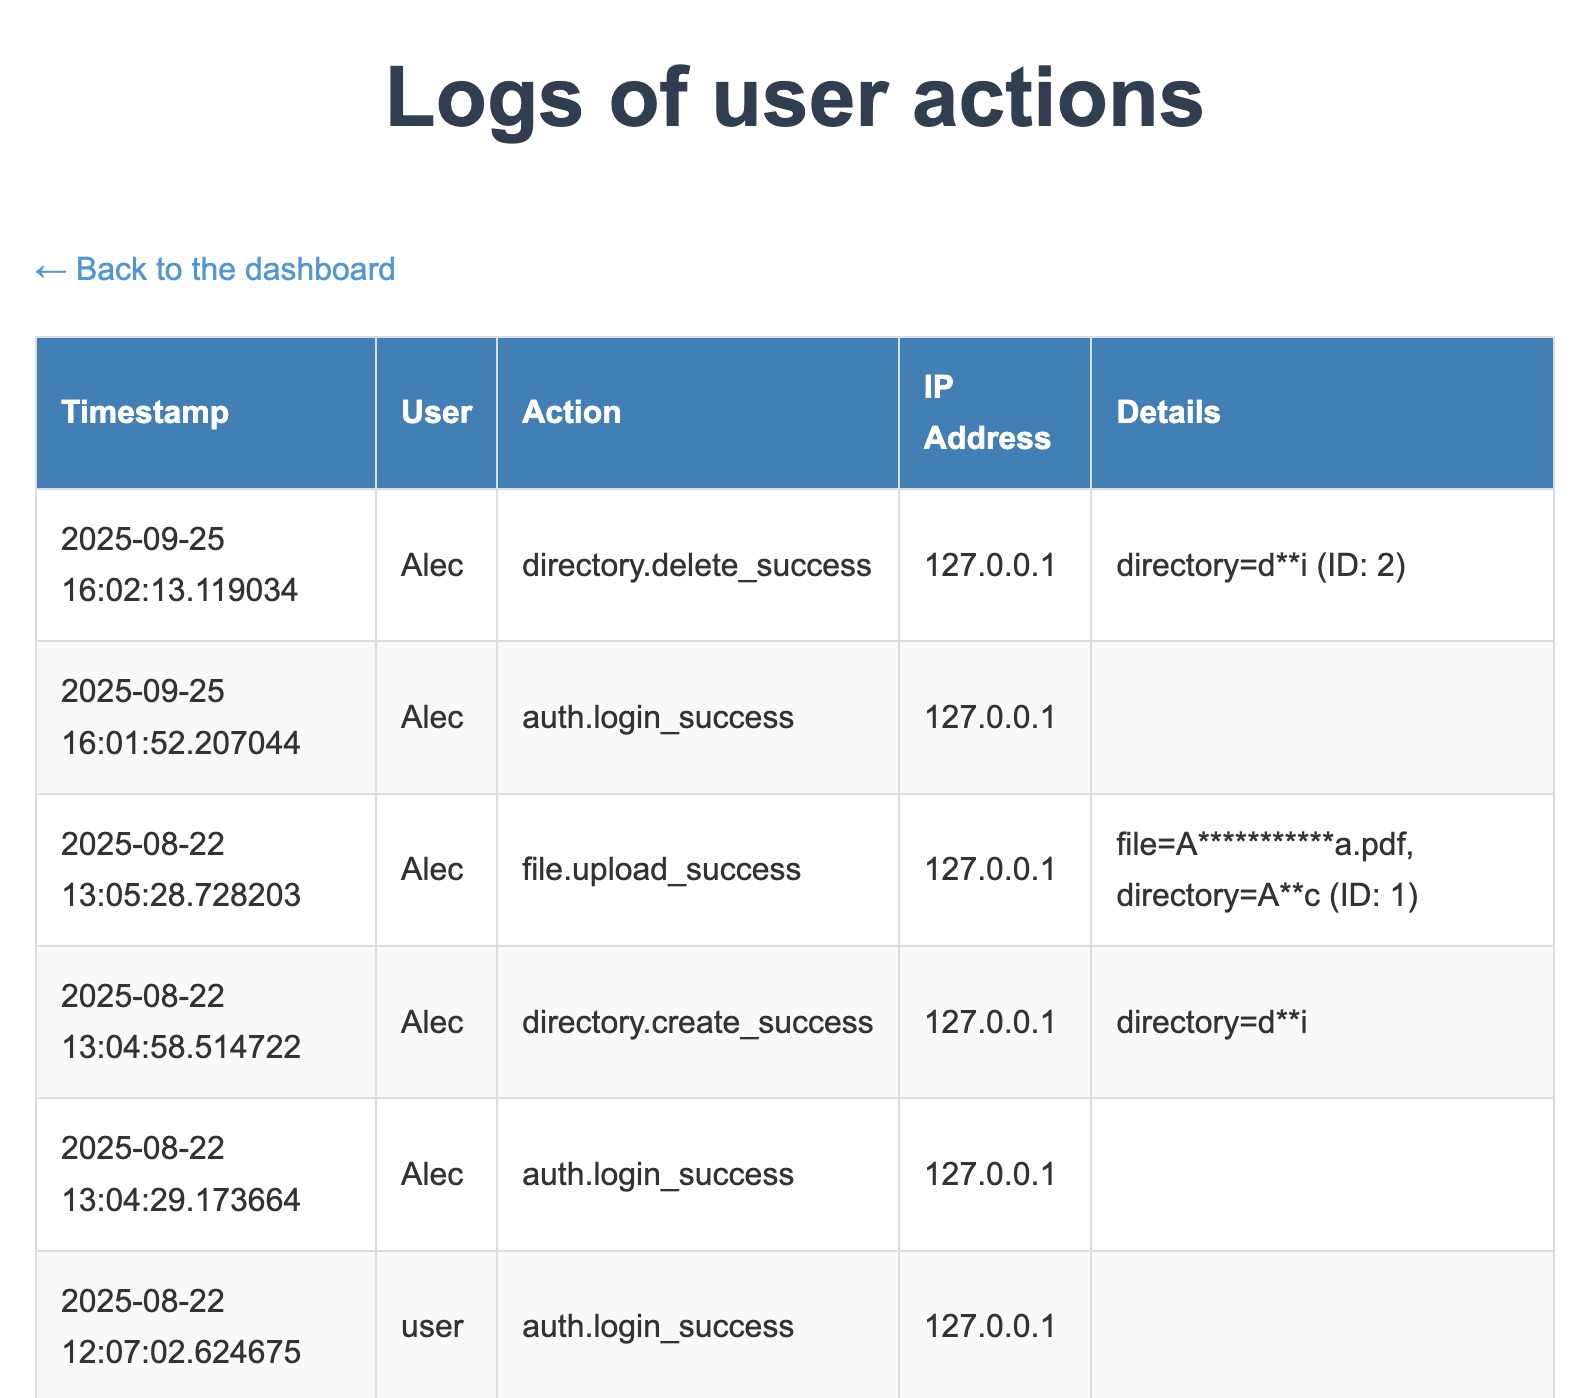 Logs of user actions
← Back to the dashboard
Timestamp User Action IP Address Details
2025-09-25 16:02:13.119034 Alec directory.delete_success 127.0.0.1 directory=d**i (ID: 2)
2025-09-25 16:01:52.207044 Alec auth.login_success 127.0.0.1
2025-08-22 13:05:28.728203 Alec file.upload_success 127.0.0.1 file=A***********a.pdf, directory=A**c (ID: 1)
2025-08-22 13:04:58.514722 Alec directory.create_success 127.0.0.1 directory=d**i
2025-08-22 13:04:29.173664 Alec auth.login_success 127.0.0.1
2025-08-22 12:07:02.624675 user auth.login_success 127.0.0.1